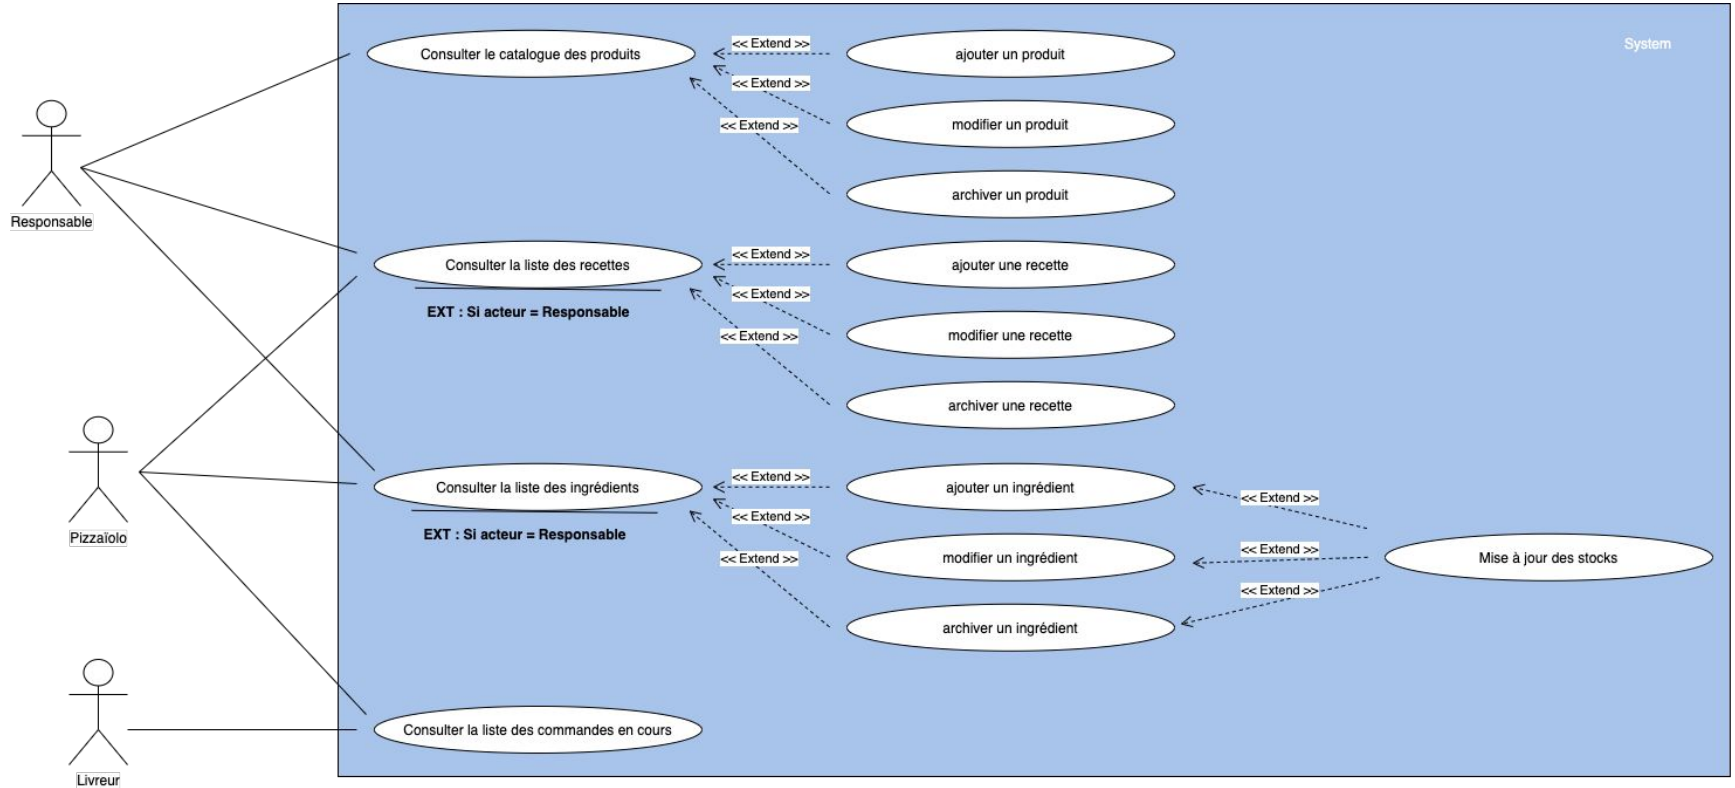 System
Consulter le catalogue des produits
<< Extend >>
ajouter un produit
<< Extend >>
modifier un produit
<< Extend >>
archiver un produit
Responsable
Consulter la liste des recettes
EXT : Si acteur = Responsable
<< Extend >>
ajouter une recette
<< Extend >>
modifier une recette
<< Extend >>
archiver une recette
Pizzaïolo
Consulter la liste des ingrédients
EXT : Si acteur = Responsable
<< Extend >>
ajouter un ingrédient
<< Extend >>
modifier un ingrédient
<< Extend >>
archiver un ingrédient
<< Extend >>
<< Extend >>
<< Extend >>
Mise à jour des stocks
Consulter la liste des commandes en cours
Livreur